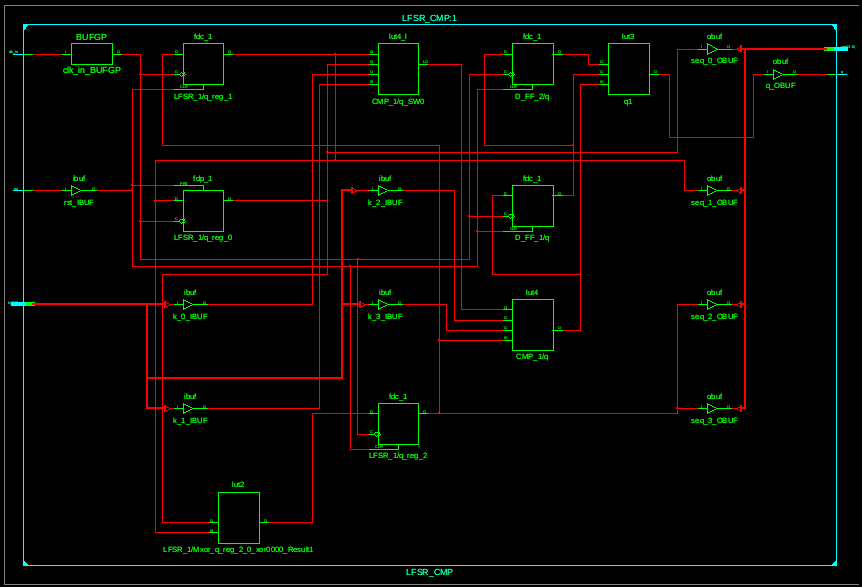 LFSR_CMP:1
BUFGP
clk_in_BUFGP
fdc_1
LFSR_1/q_reg_1
lut4_l
CMP_1/q_SW0
fdc_1
D_FF_2/q
lut3
q1
obuf
seq_0_OBUF
obuf
q_OBUF
ibuf
rst_IBUF
fdp_1
LFSR_1/q_reg_0
ibuf
k_2_IBUF
fdc_1
D_FF_1/q
obuf
seq_1_OBUF
ibuf
k_0_IBUF
ibuf
k_3_IBUF
lut4
CMP_1/q
obuf
seq_2_OBUF
ibuf
k_1_IBUF
fdc_1
LFSR_1/q_reg_2
obuf
seq_3_OBUF
lut2
LFSR_1/Mxor_q_reg_2_0_xor0000_Result1
LFSR_CMP